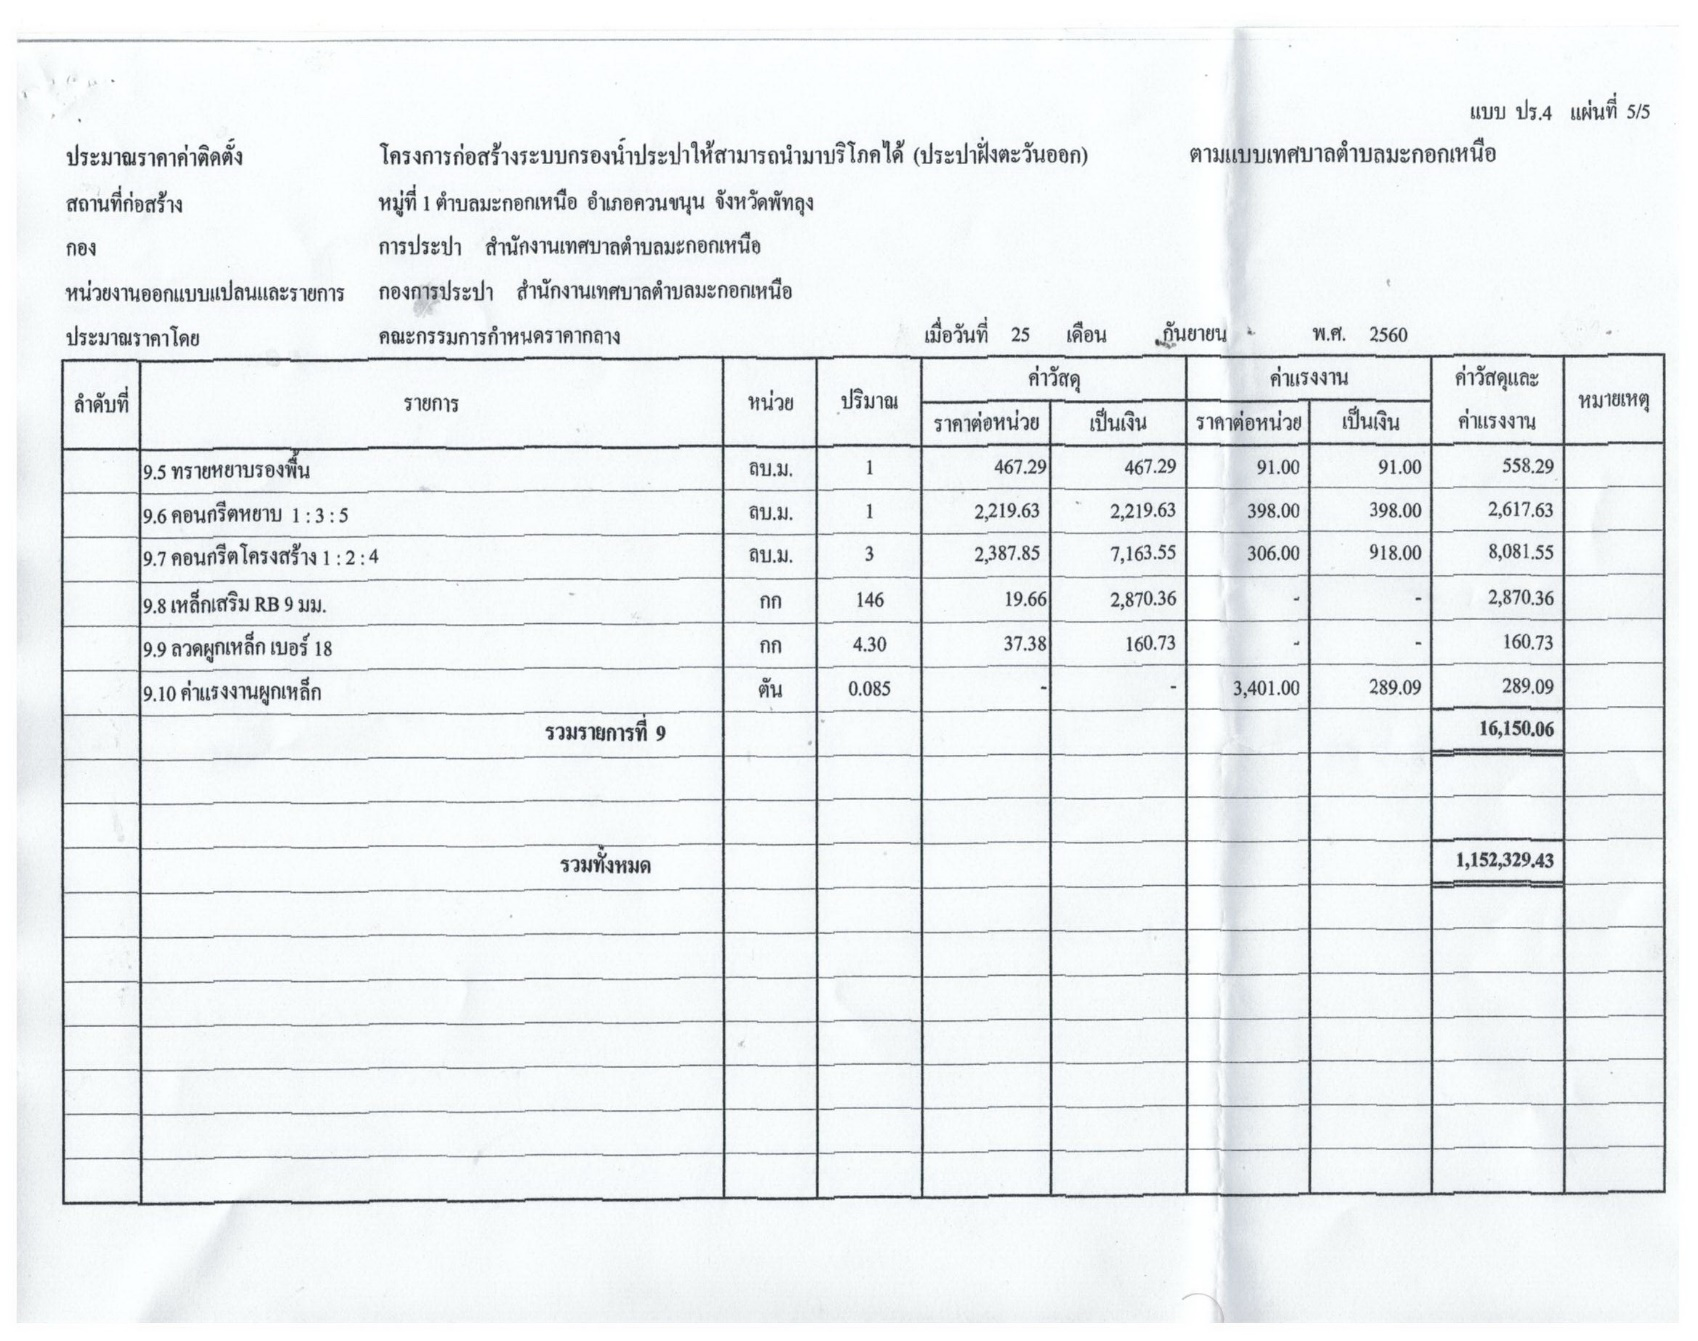 แบบ ปร.4 แผ่นที่ 5/5
ประมาณราคาค่าติดตั้ง โครงการก่อสร้างระบบกรองน้ำประปาให้สามารถนำมาบริโภคได้ (ประปาฝั่งตะวันออก) ตามแบบเทศบาลตำบลมะกอกเหนือ
สถานที่ก่อสร้าง หมู่ที่ 1 ตำบลมะกอกเหนือ อำเภอควนขนุน จังหวัดพัทลุง
กอง การประปา สำนักงานเทศบาลตำบลมะกอกเหนือ
หน่วยงานออกแบบแปลนและรายการ กองการประปา สำนักงานเทศบาลตำบลมะกอกเหนือ
ประมาณราคาโดย คณะกรรมการกำหนดราคากลาง เมื่อวันที่ 25 เดือน กันยายน พ.ศ. 2560
ลำดับที่ รายการ หน่วย ปริมาณ ค่าวัสดุ ค่าแรงงาน ค่าวัสดุและ หมายเหตุ
ราคาต่อหน่วย เป็นเงิน ราคาต่อหน่วย เป็นเงิน ค่าแรงงาน
9.5 ทรายหยาบรองพื้น ลบ.ม. 1 467.29 467.29 91.00 91.00 558.29
9.6 คอนกรีตหยาบ 1 : 3 : 5 ลบ.ม. 1 2,219.63 2,219.63 398.00 398.00 2,617.63
9.7 คอนกรีตโครงสร้าง 1 : 2 : 4 ลบ.ม. 3 2,387.85 7,163.55 306.00 918.00 8,081.55
9.8 เหล็กเสริม RB 9 มม. กก 146 19.66 2,870.36 - - 2,870.36
9.9 ลวดผูกเหล็ก เบอร์ 18 กก 4.30 37.38 160.73 - - 160.73
9.10 ค่าแรงงานผูกเหล็ก ตัน 0.085 - - 3,401.00 289.09 289.09
รวมรายการที่ 9 16,150.06
รวมทั้งหมด 1,152,329.43